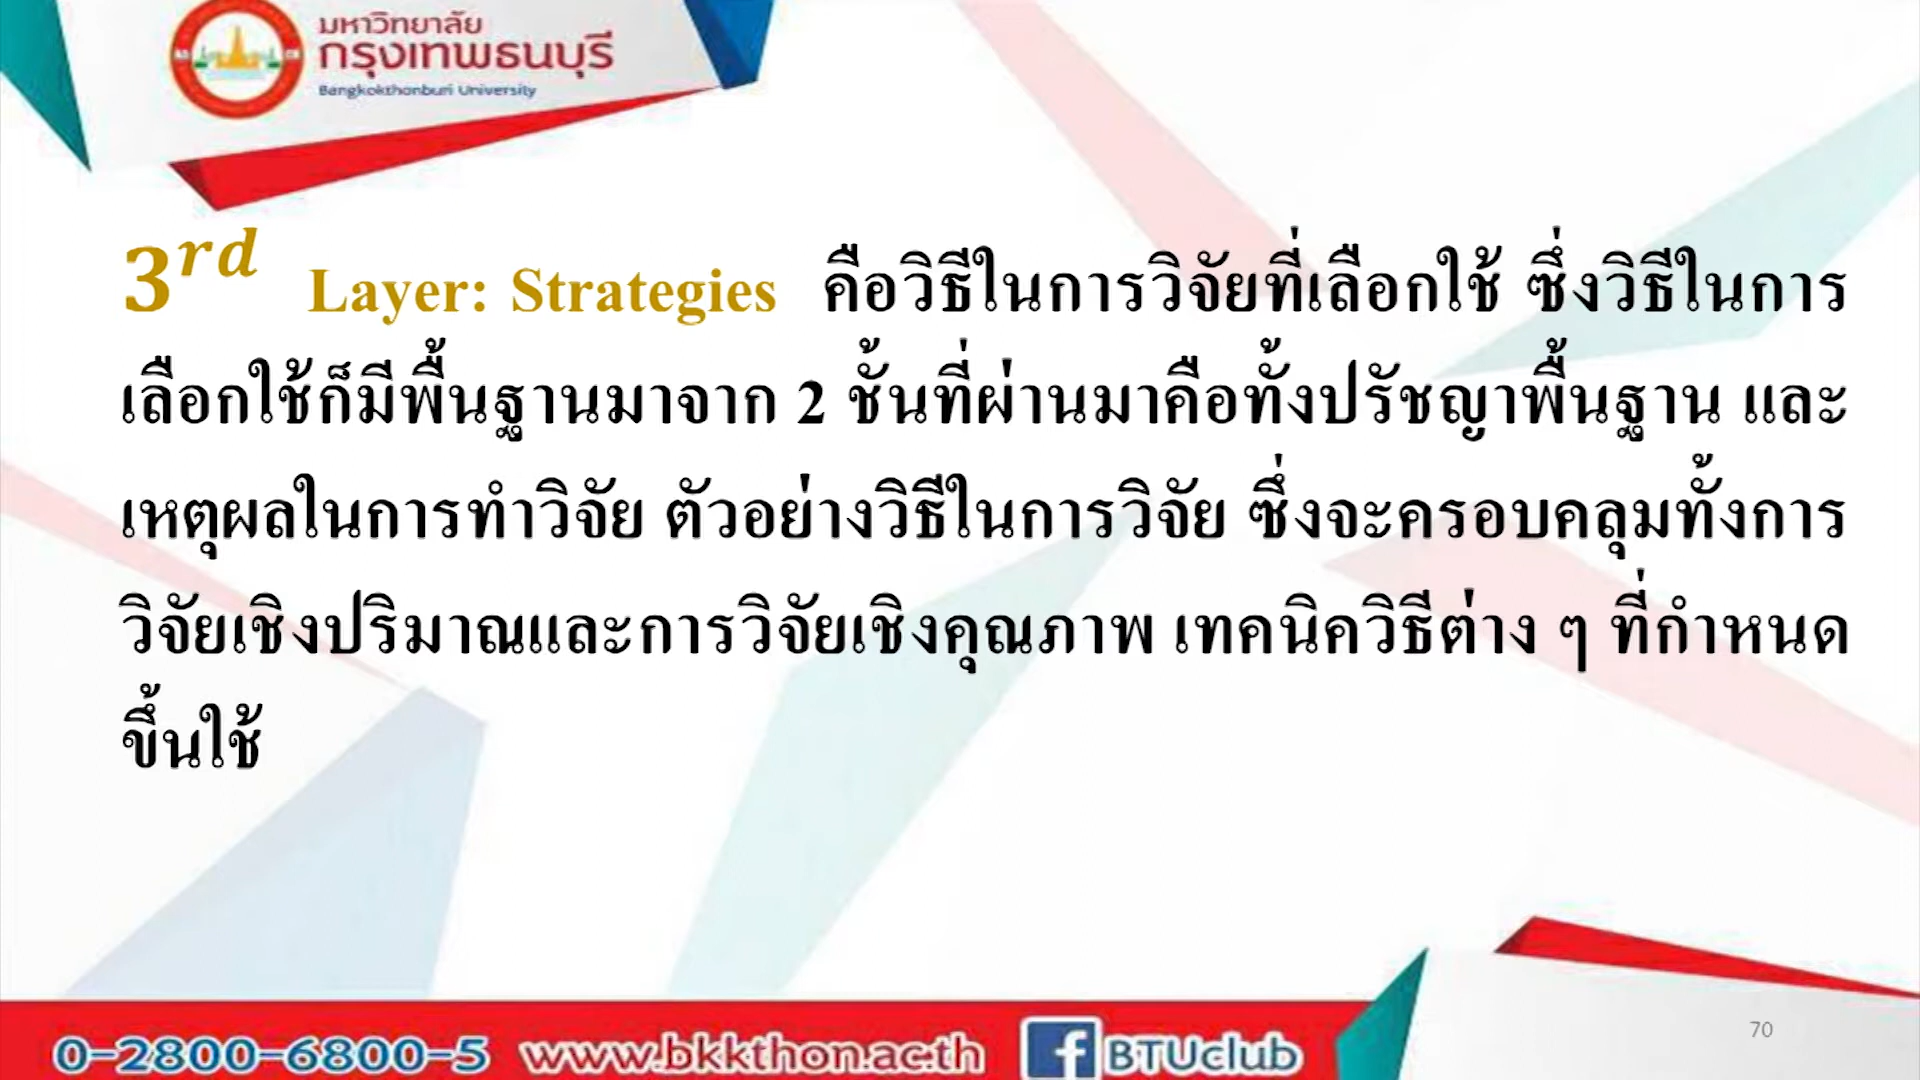 มหาวิทยาลัย
กรุงเทพธนบุรี
Bangkokthonburi University
3rd Layer: Strategies คือวิธีในการวิจัยที่เลือกใช้ ซึ่งวิธีในการ
เลือกใช้ก็มีพื้นฐานมาจาก 2 ชั้นที่ผ่านมาคือทั้งปรัชญาพื้นฐาน และ
เหตุผลในการทำวิจัย ตัวอย่างวิธีในการวิจัย ซึ่งจะครอบคลุมทั้งการ
วิจัยเชิงปริมาณและการวิจัยเชิงคุณภาพ เทคนิควิธีต่าง ๆ ที่กำหนด
ขึ้นใช้
70
0-2800-6800-5 www.bkkthon.ac.th f BTUclub